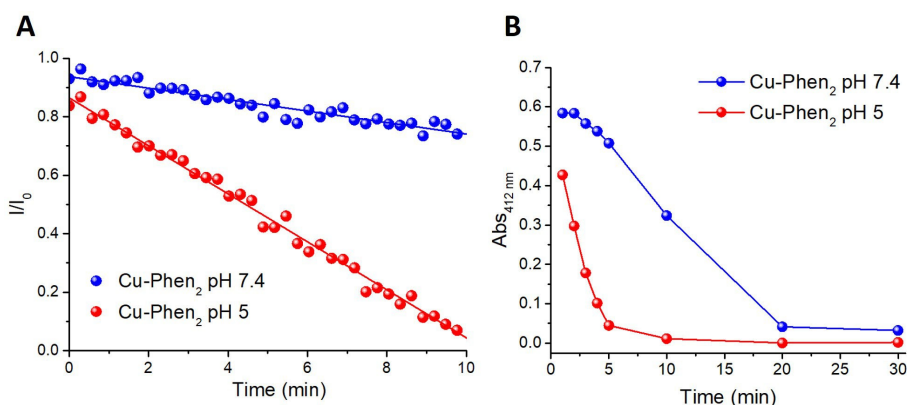 A
I/I0
1.0
0.8
0.6
0.4
0.2
0.0
Cu-Phen2 pH 7.4
Cu-Phen2 pH 5
0 2 4 6 8 10
Time (min)
B
Abs412 nm
0.7
0.6
0.5
0.4
0.3
0.2
0.1
0.0
Cu-Phen2 pH 7.4
Cu-Phen2 pH 5
0 5 10 15 20 25 30
Time (min)